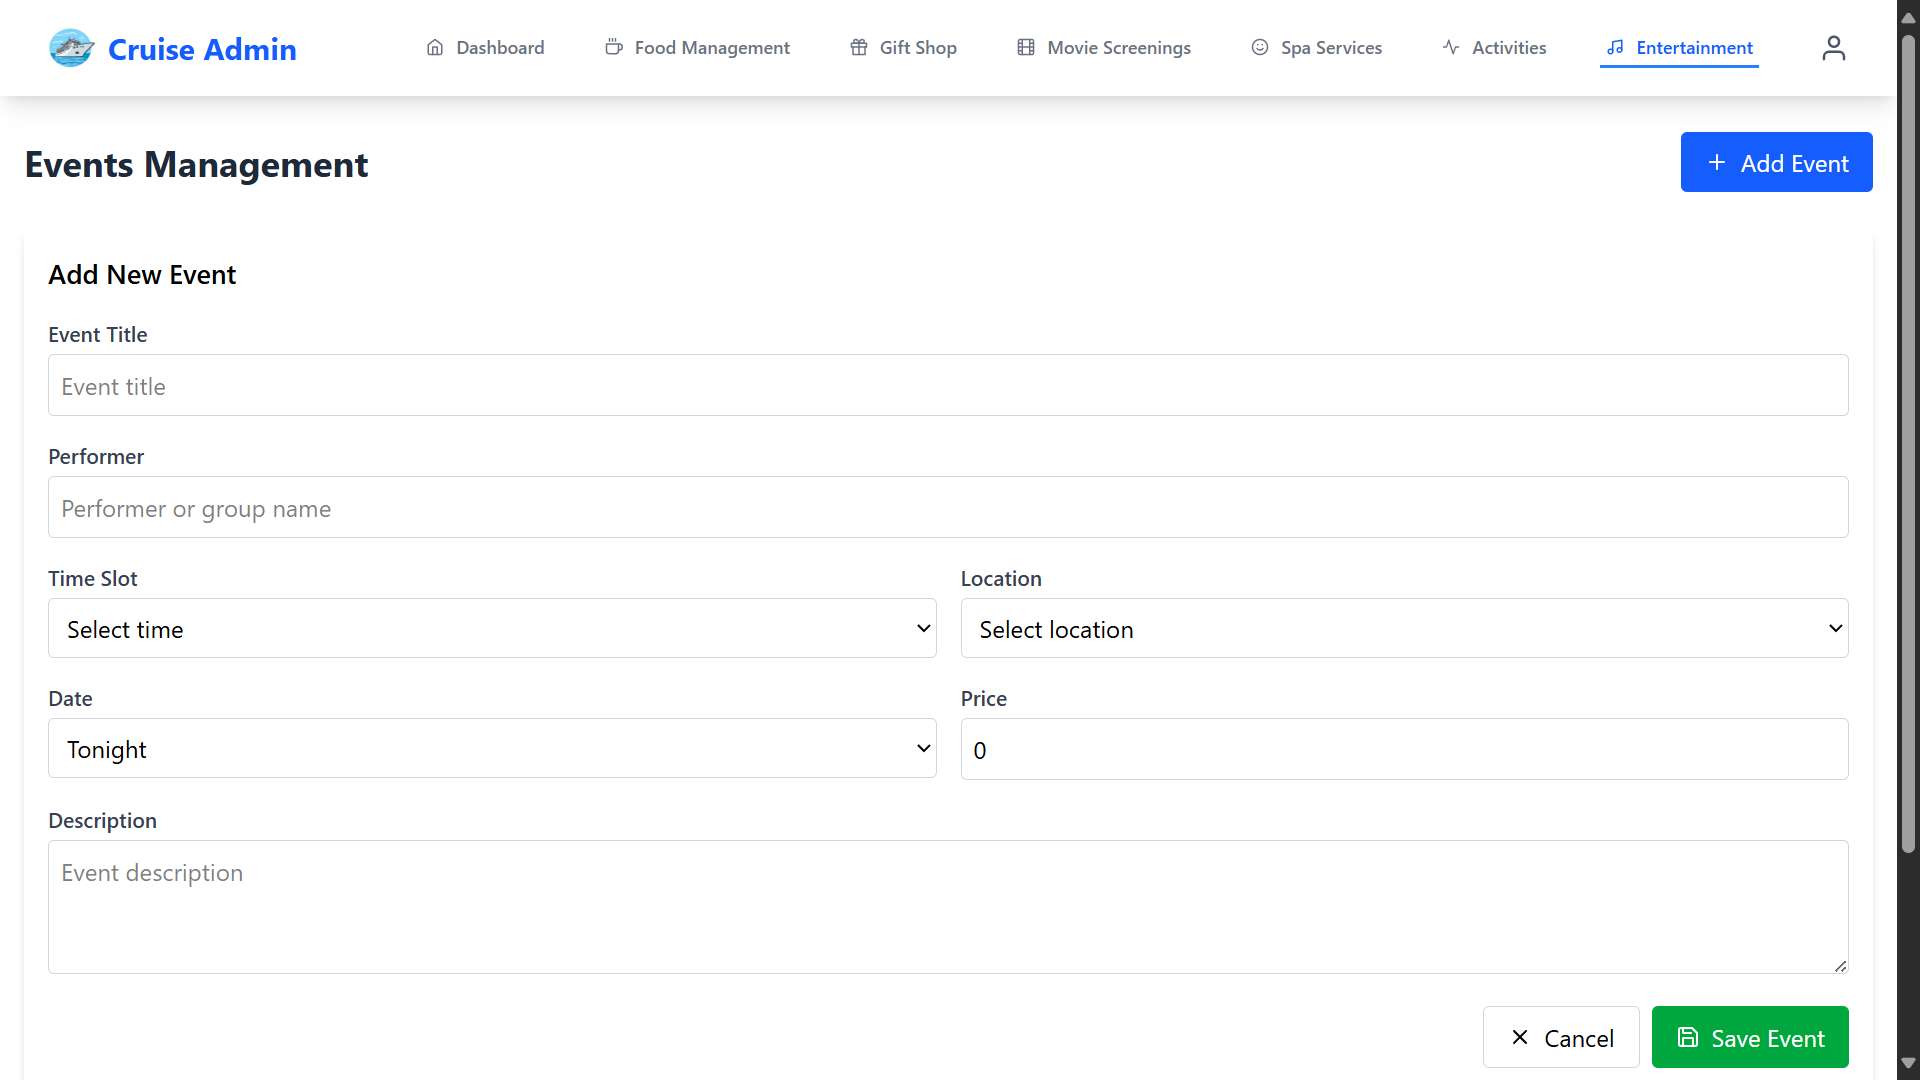 Cruise Admin
Dashboard
Food Management
Gift Shop
Movie Screenings
Spa Services
Activities
Entertainment
Events Management
Add Event
Add New Event
Event Title
Event title
Performer
Performer or group name
Time Slot
Location
Select time
Select location
Date
Price
Tonight
0
Description
Event description
Cancel
Save Event